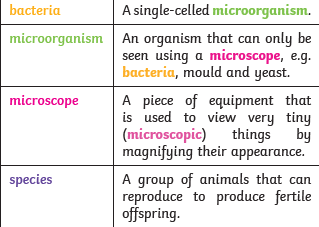 bacteria
A single-celled microorganism.
microorganism
An organism that can only be
seen using a microscope, e.g.
bacteria, mould and yeast.
microscope
A piece of equipment that
is used to view very tiny
(microscopic) things by
magnifying their appearance.
species
A group of animals that can
reproduce to produce fertile
offspring.